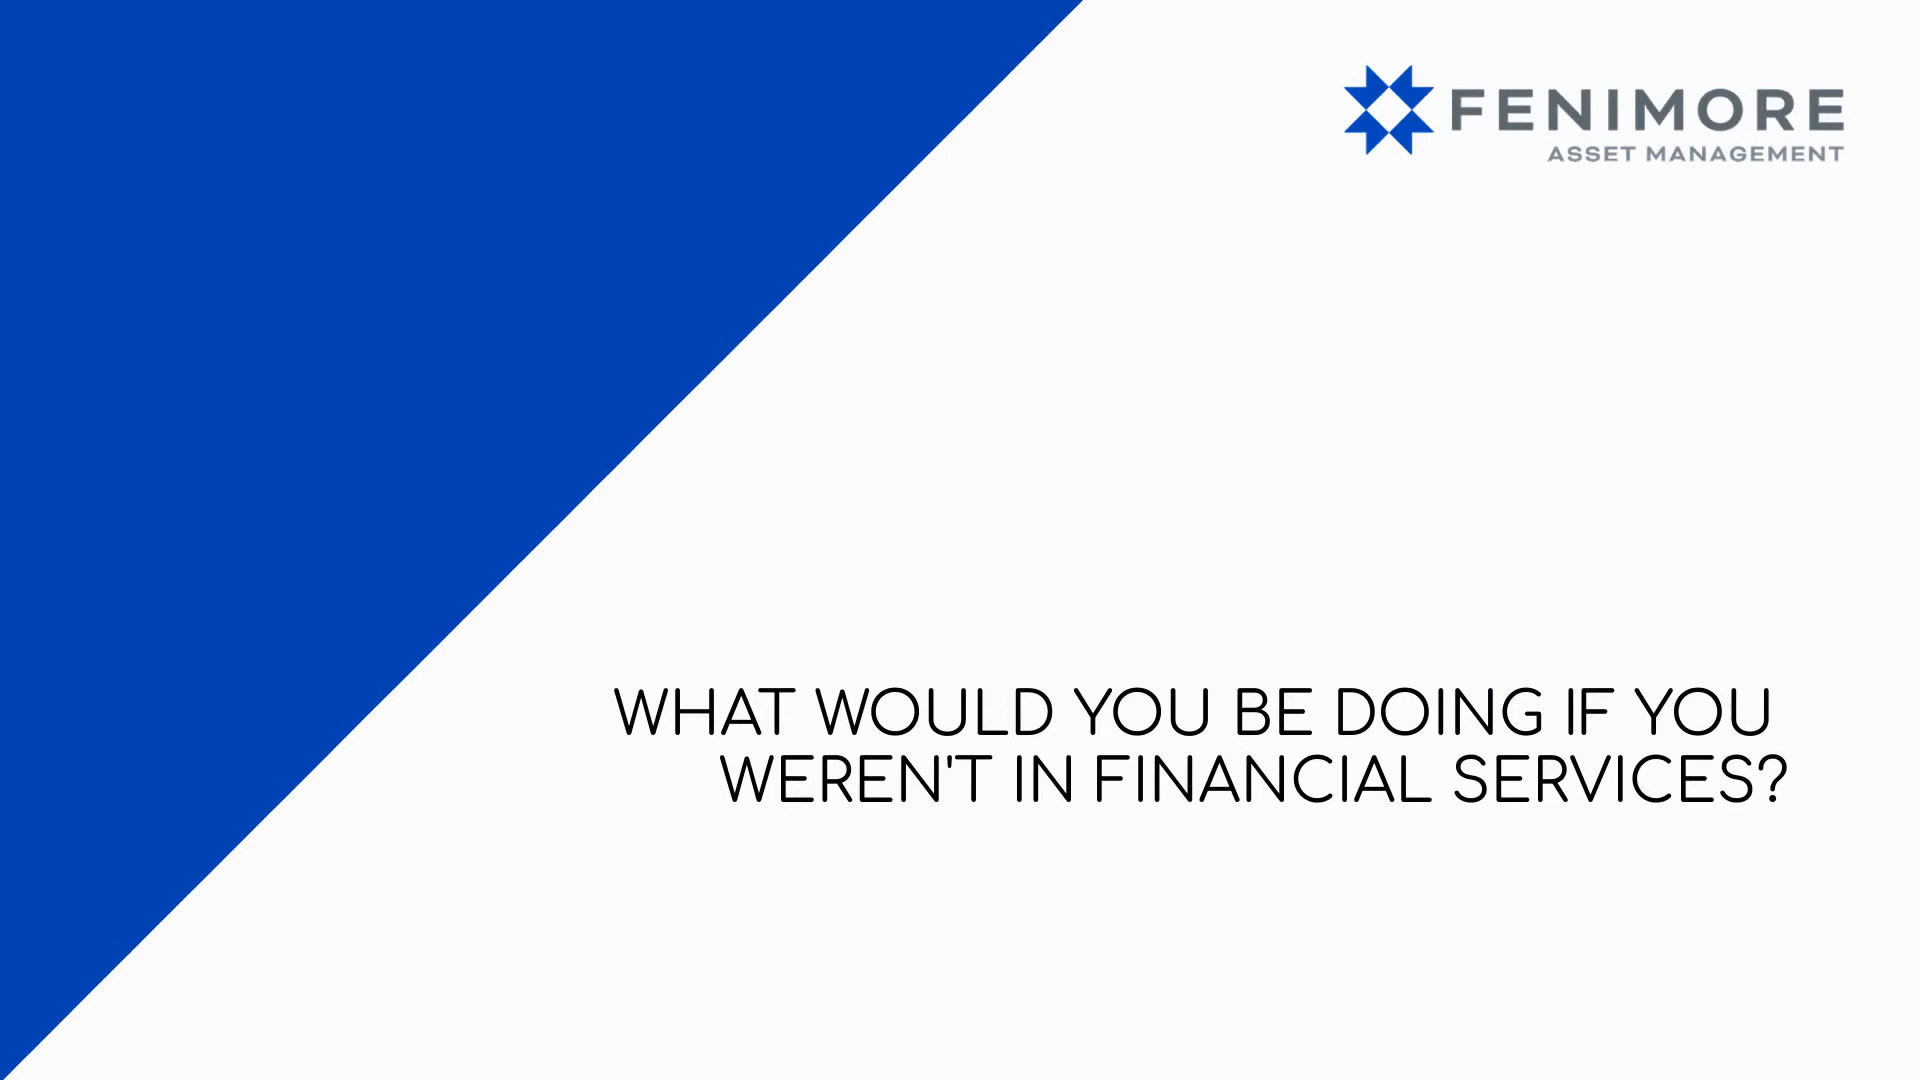 FENIMORE
ASSET MANAGEMENT
WHAT WOULD YOU BE DOING IF YOU
WEREN'T IN FINANCIAL SERVICES?